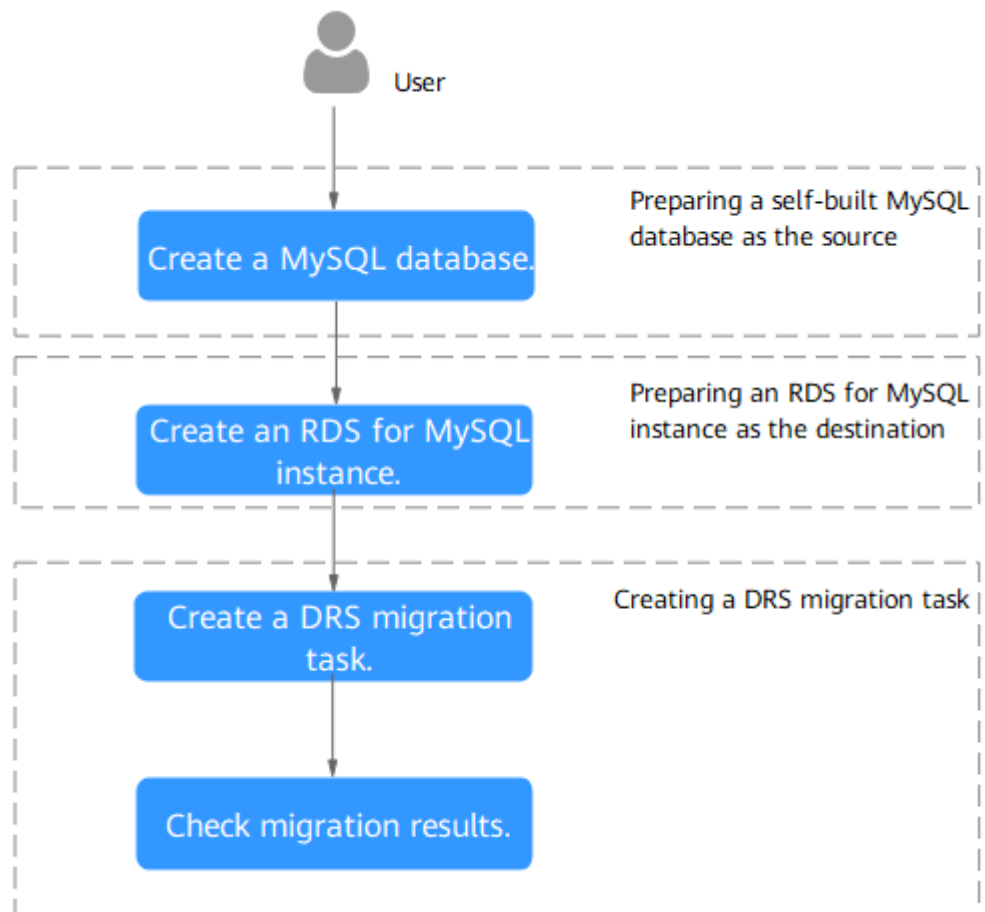 User
Preparing a self-built MySQL
database as the source
Create a MySQL database.
Preparing an RDS for MySQL
instance as the destination
Create an RDS for MySQL
instance.
Creating a DRS migration task
Create a DRS migration
task.
Check migration results.